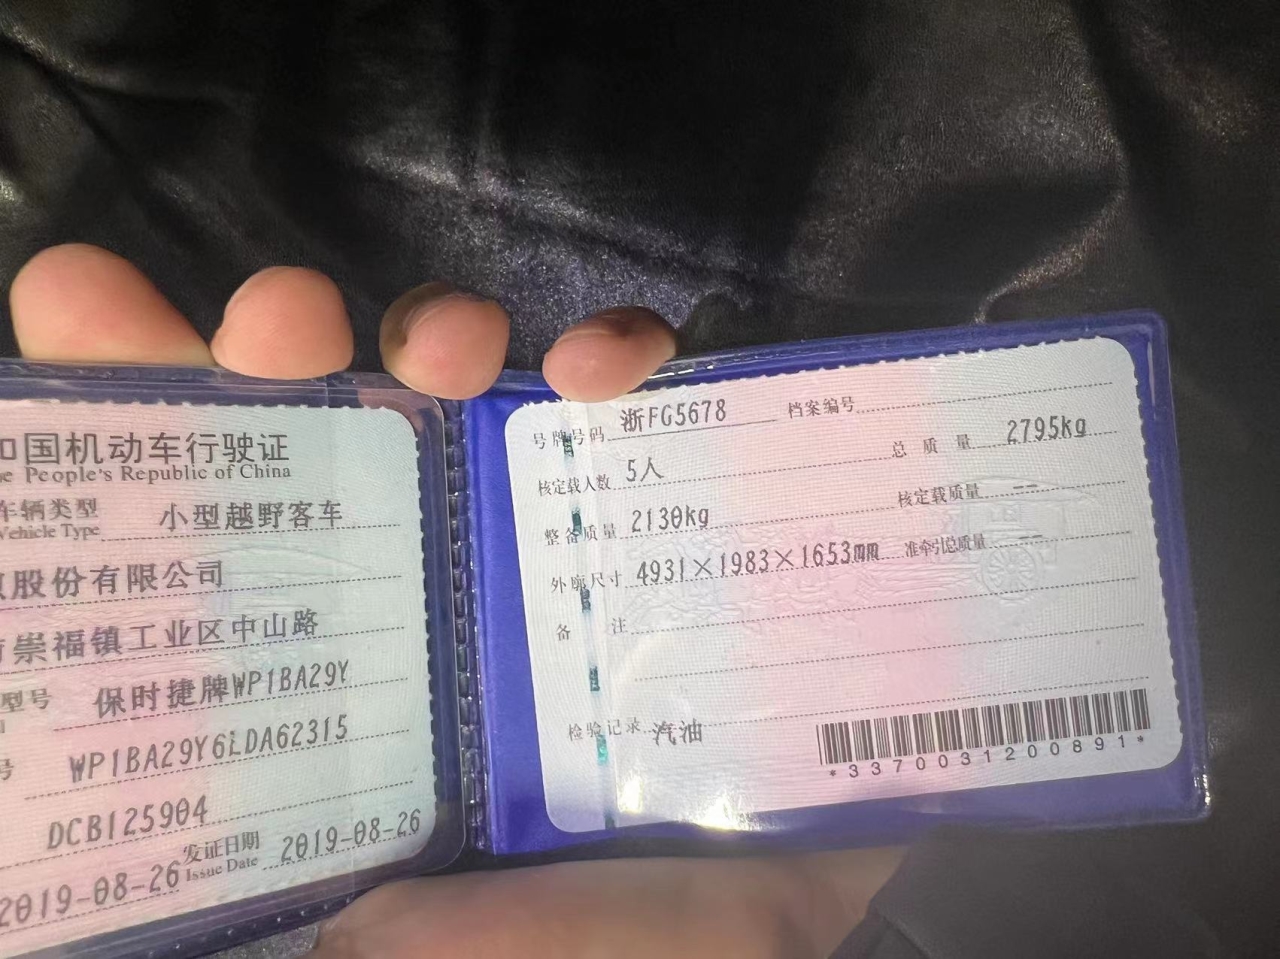 和国机动车行驶证
People's Republic of China
车辆类型 小型越野客车
Vehicle Type
股份有限公司
崇福镇工业区中山路
型号 保时捷牌WP1BA29Y
号 WP1BA29Y6LDA62315
DCB125904
2019-08-26 发证日期 2019-08-26
Issue Date
号牌号码 浙FG5678 档案编号
核定载人数 5人 总质量 2795kg
整备质量 2130kg 核定载质量 --
外廓尺寸 4931×1983×1653mm 准牵引总质量 --
备注
检验记录 汽油
*3370031200891*